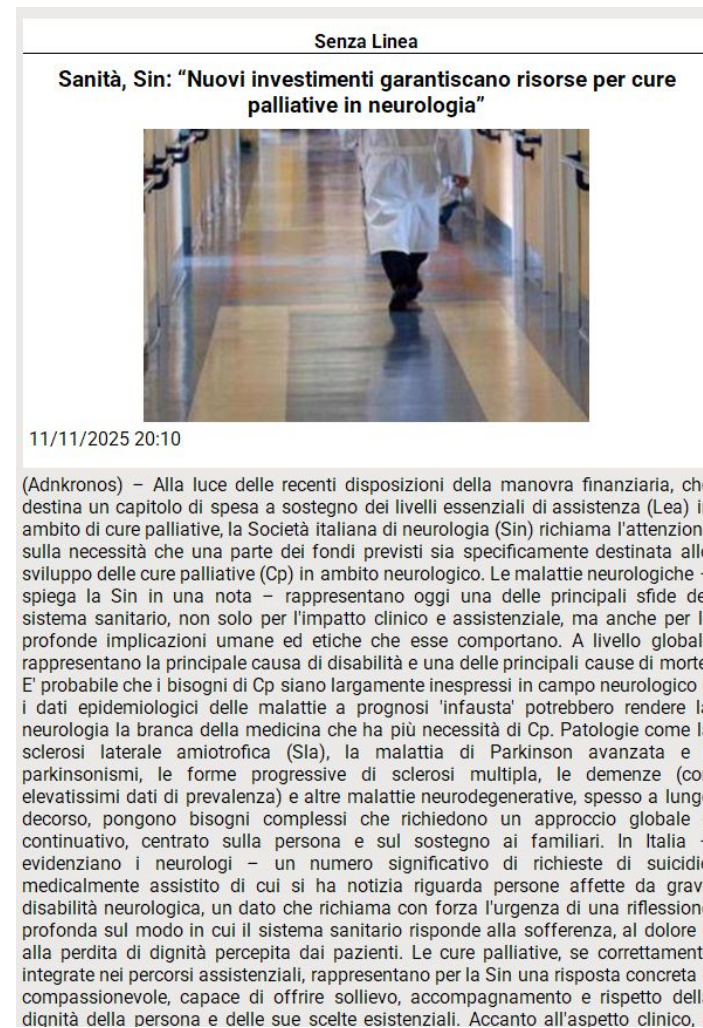 Senza Linea
Sanità, Sin: “Nuovi investimenti garantiscano risorse per cure
palliative in neurologia”
11/11/2025 20:10
(Adnkronos) – Alla luce delle recenti disposizioni della manovra finanziaria, che
destina un capitolo di spesa a sostegno dei livelli essenziali di assistenza (Lea) i
ambito di cure palliative, la Società italiana di neurologia (Sin) richiama l'attenzion
sulla necessità che una parte dei fondi previsti sia specificamente destinata allo
sviluppo delle cure palliative (Cp) in ambito neurologico. Le malattie neurologiche –
spiega la Sin in una nota – rappresentano oggi una delle principali sfide de
sistema sanitario, non solo per l'impatto clinico e assistenziale, ma anche per l
profonde implicazioni umane ed etiche che esse comportano. A livello global
rappresentano la principale causa di disabilità e una delle principali cause di morte
E' probabile che i bisogni di Cp siano largamente inespressi in campo neurologico
i dati epidemiologici delle malattie a prognosi 'infausta' potrebbero rendere la
neurologia la branca della medicina che ha più necessità di Cp. Patologie come la
sclerosi laterale amiotrofica (Sla), la malattia di Parkinson avanzata e
parkinsonismi, le forme progressive di sclerosi multipla, le demenze (con
elevatissimi dati di prevalenza) e altre malattie neurodegenerative, spesso a lungo
decorso, pongono bisogni complessi che richiedono un approccio globale
continuativo, centrato sulla persona e sul sostegno ai familiari. In Italia –
evidenziano i neurologi – un numero significativo di richieste di suicidio
medicalmente assistito di cui si ha notizia riguarda persone affette da grav
disabilità neurologica, un dato che richiama con forza l'urgenza di una riflession
profonda sul modo in cui il sistema sanitario risponde alla sofferenza, al dolore
alla perdita di dignità percepita dai pazienti. Le cure palliative, se correttament
integrate nei percorsi assistenziali, rappresentano per la Sin una risposta concreta
compassionevole, capace di offrire sollievo, accompagnamento e rispetto della
dignità della persona e delle sue scelte esistenziali. Accanto all'aspetto clinico,